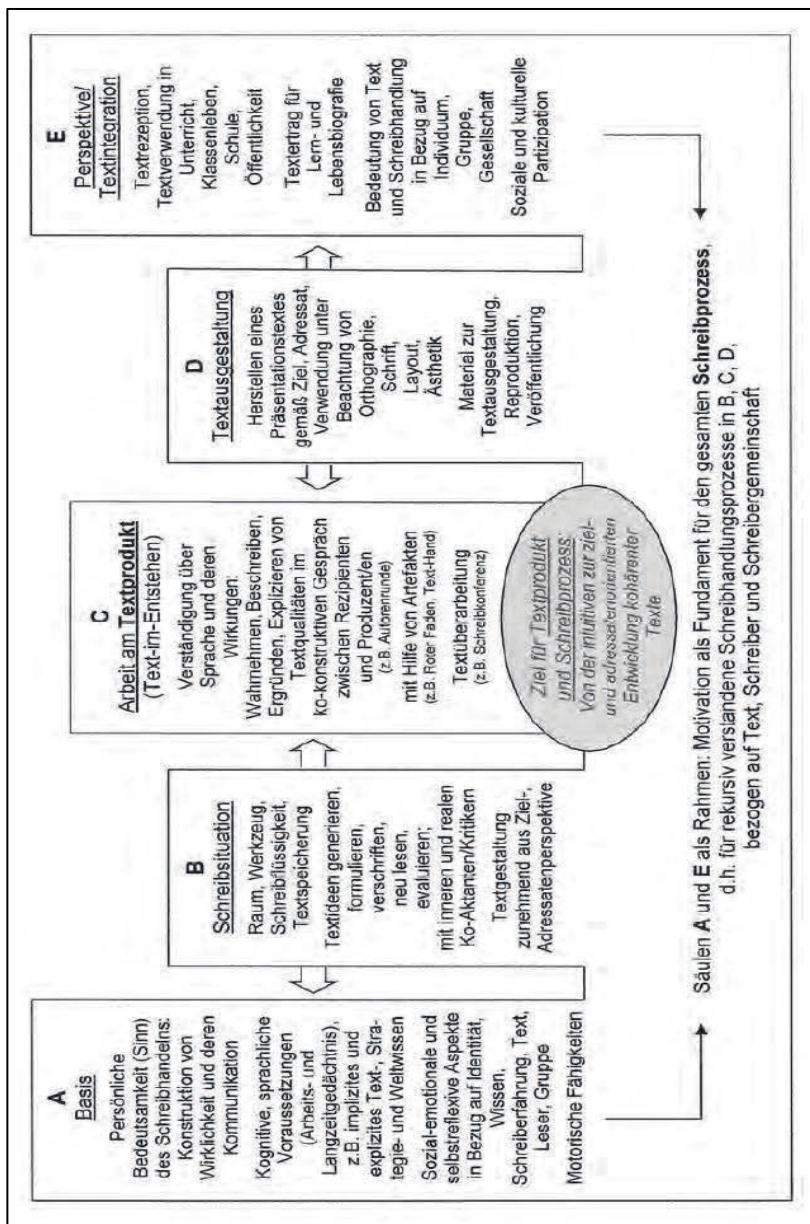 A
Basis
Persönliche
Bedeutsamkeit (Sinn)
des Schreibhandelns:
Konstruktion von
Wirklichkeit und deren
Kommunikation
Kognitive, sprachliche
Voraussetzungen
(Arbeits- und
Langzeitgedächtnis),
z.B. implizites und
explizites Text-, Stra-
tegie- und Weltwissen
Sozial-emotionale und
selbstreflexive Aspekte
in Bezug auf Identität,
Wissen,
Schreiberfahrung, Text,
Leser, Gruppe
Motorische Fähigkeiten
B
Schreibsituation
Raum, Werkzeug,
Schreibflüssigkeit,
Textspeicherung
Textideen generieren,
formulieren,
verschriften,
neu lesen,
evaluieren;
mit inneren und realen
Ko-Aktanten/Kritikern
Textgestaltung
zunehmend aus Ziel-,
Adressatenperspektive
C
Arbeit am Textprodukt
(Text-im-Entstehen)
Verständigung über
Sprache und deren
Wirkungen:
Wahrnehmen, Beschreiben,
Ergründen, Explizieren von
Textqualitäten im
ko-konstruktiven Gespräch
zwischen Rezipienten
und Produzent/en
(z.B. Autorenrunde)
mit Hilfe von Artefakten
(z.B. Roter Faden, Text-Hand)
Textüberarbeitung
(z.B. Schreibkonferenz)
Ziel für Textprodukt
und Schreibprozess:
Von der intuitiven zur ziel-
und adressatenorientierten
Entwicklung kohärenter
Texte
D
Textausgestaltung
Herstellen eines
Präsentationstextes
gemäß Ziel, Adressat,
Verwendung unter
Beachtung von
Orthographie,
Schrift,
Layout,
Ästhetik
Material zur
Textausgestaltung,
Reproduktion,
Veröffentlichung
E
Perspektive/
Textintegration
Textrezeption,
Textverwendung in
Unterricht,
Klassenleben,
Schule,
Öffentlichkeit
Textertrag für
Lern- und
Lebensbiografie
Bedeutung von Text
und Schreibhandlung
in Bezug auf
Individuum,
Gruppe,
Gesellschaft
Soziale und kulturelle
Partizipation
Säulen A und E als Rahmen: Motivation als Fundament für den gesamten Schreibprozess,
d.h. für rekursiv verstandene Schreibhandlungsprozesse in B, C, D,
bezogen auf Text, Schreiber und Schreibergemeinschaft